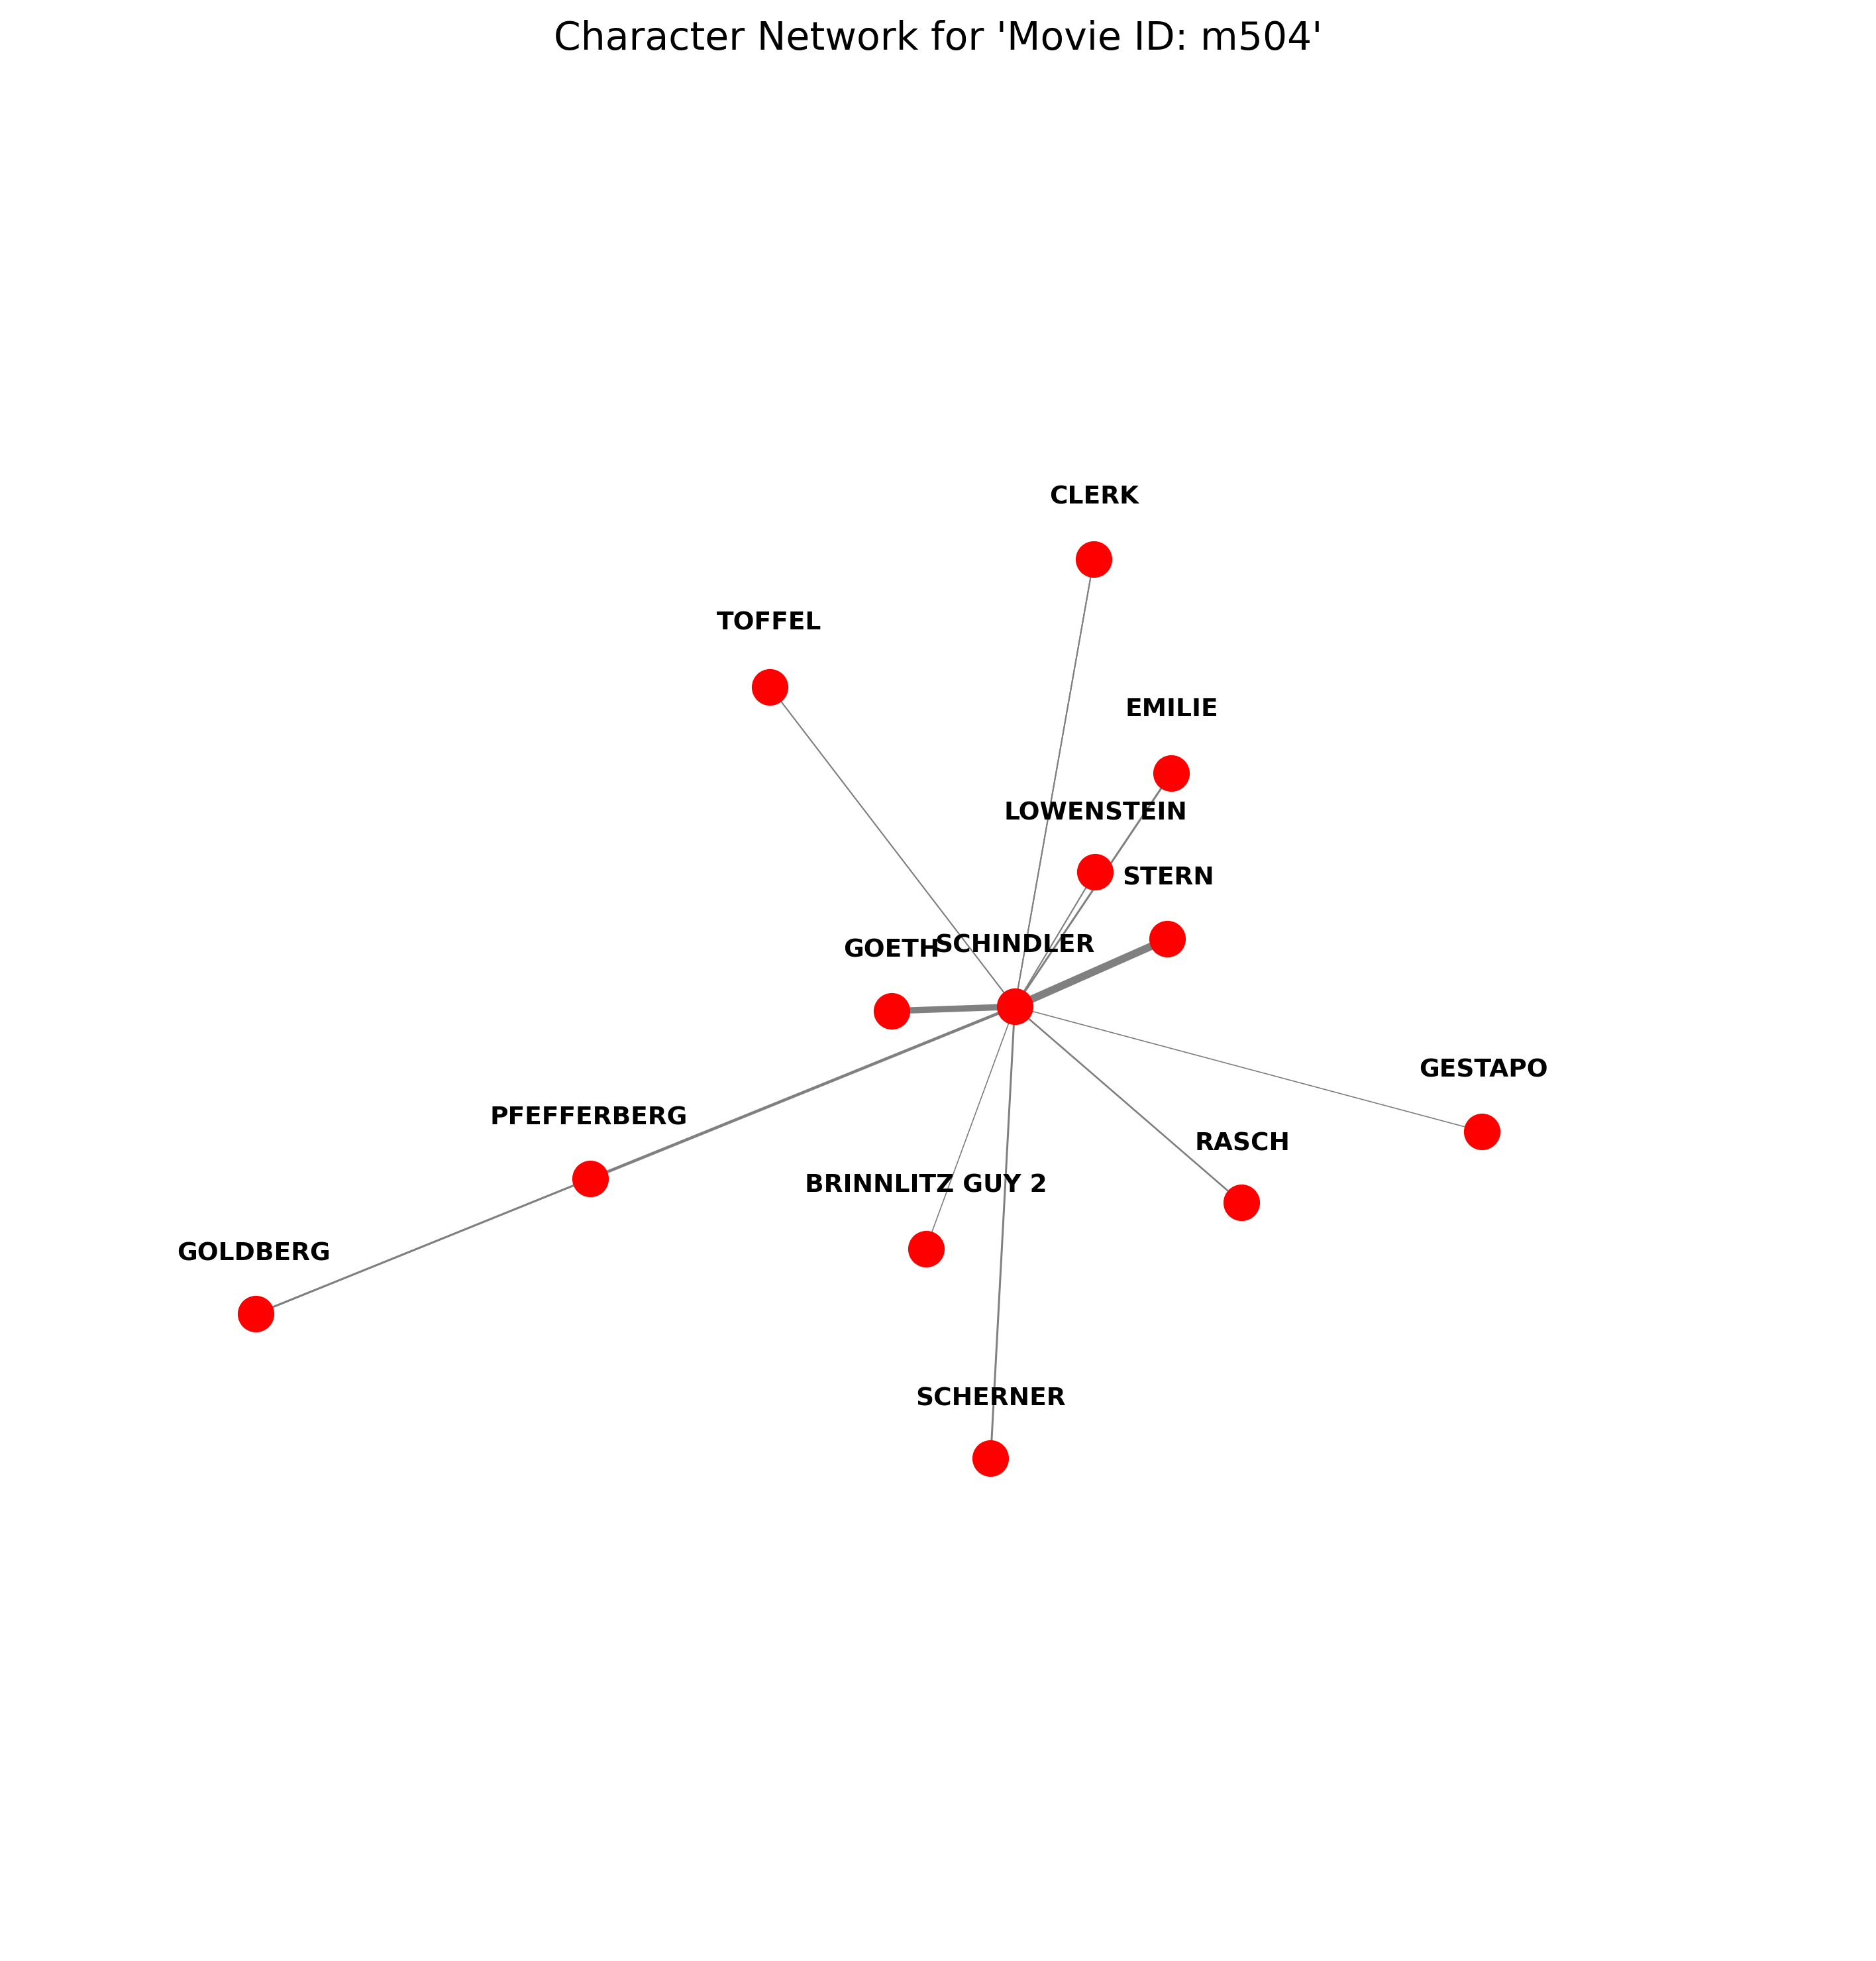 Character Network for 'Movie ID: m504'
CLERK
TOFFEL
EMILIE
LOWENSTEIN
STERN
GOETH
SCHINDLER
GESTAPO
PFEFFERBERG
RASCH
BRINNLITZ GUY 2
GOLDBERG
SCHERNER